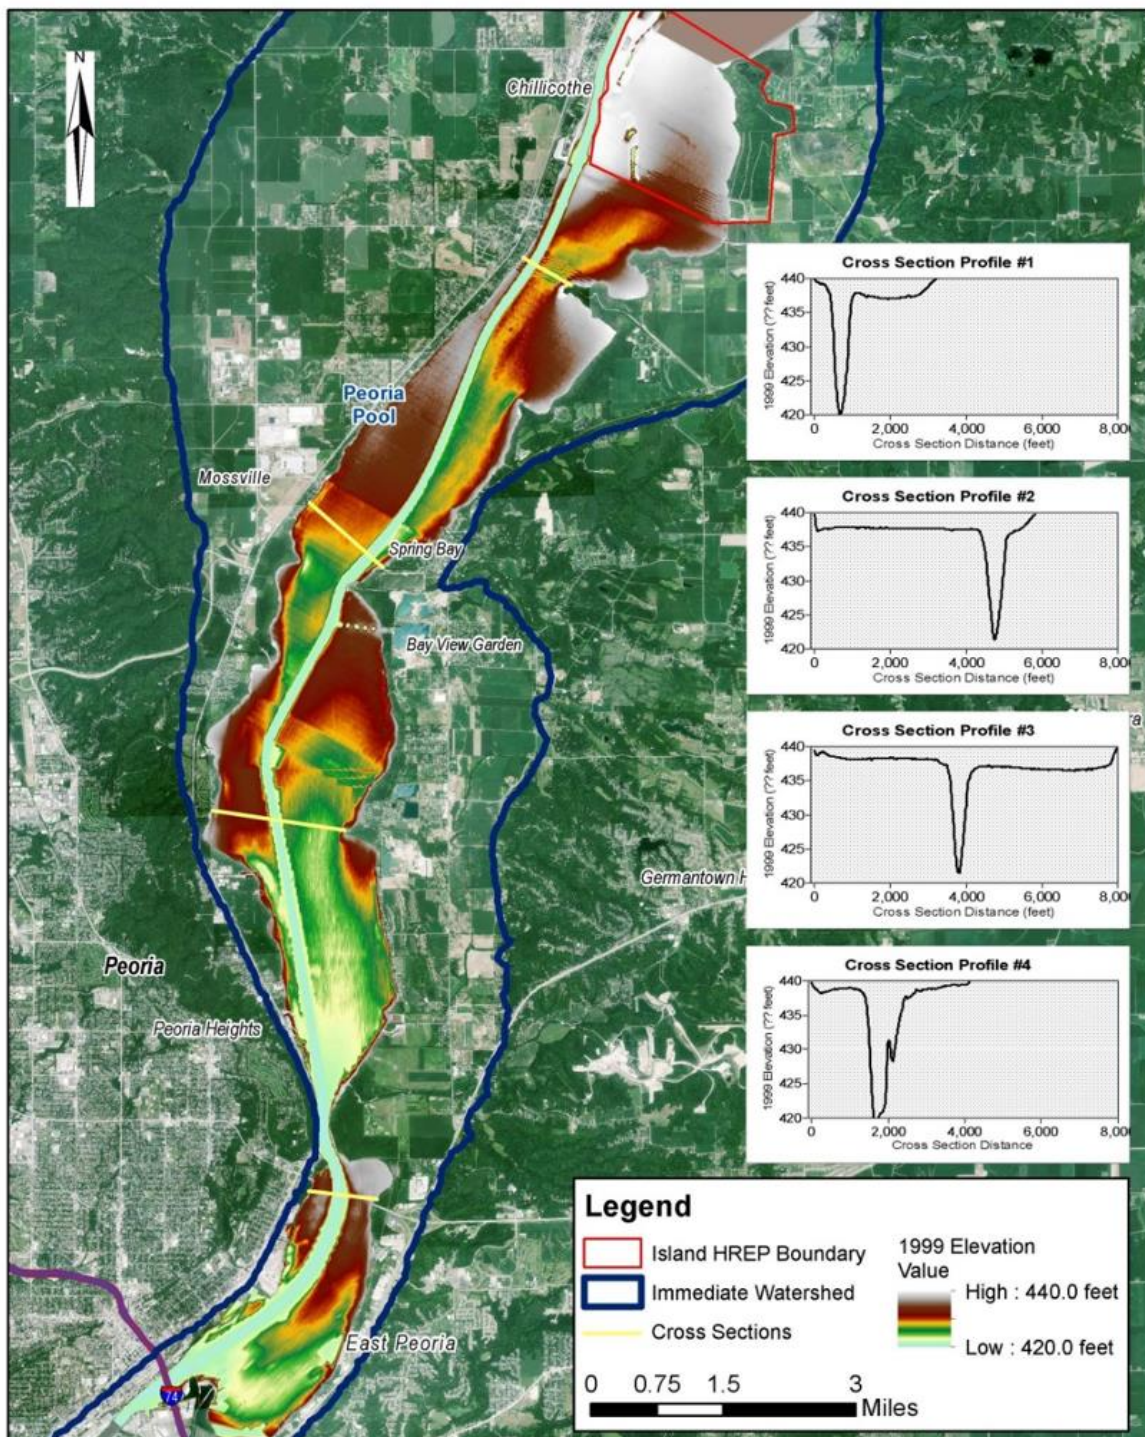 N
Chillicothe
Peoria
Pool
Mossville
Spring Bay
Bay View Garden
Germantown H
ra
Peoria
Peoria Heights
East Peoria
74
Cross Section Profile #1
1999 Elevation (?? feet)
440
435
430
425
420
0 2,000 4,000 6,000 8,00
Cross Section Distance (feet)
Cross Section Profile #2
1999 Elevation (?? feet)
440
435
430
425
420
0 2,000 4,000 6,000 8,000
Cross Section Distance (feet)
Cross Section Profile #3
1999 Elevation (?? feet)
440
435
430
425
420
0 2,000 4,000 6,000 8,000
Cross Section Distance (feet)
Cross Section Profile #4
1999 Elevation (?? feet)
440
435
430
425
420
0 2,000 4,000 6,000 8,000
Cross Section Distance
Legend
Island HREP Boundary
Immediate Watershed
Cross Sections
1999 Elevation
Value
High : 440.0 feet
Low : 420.0 feet
0 0.75 1.5 3
Miles